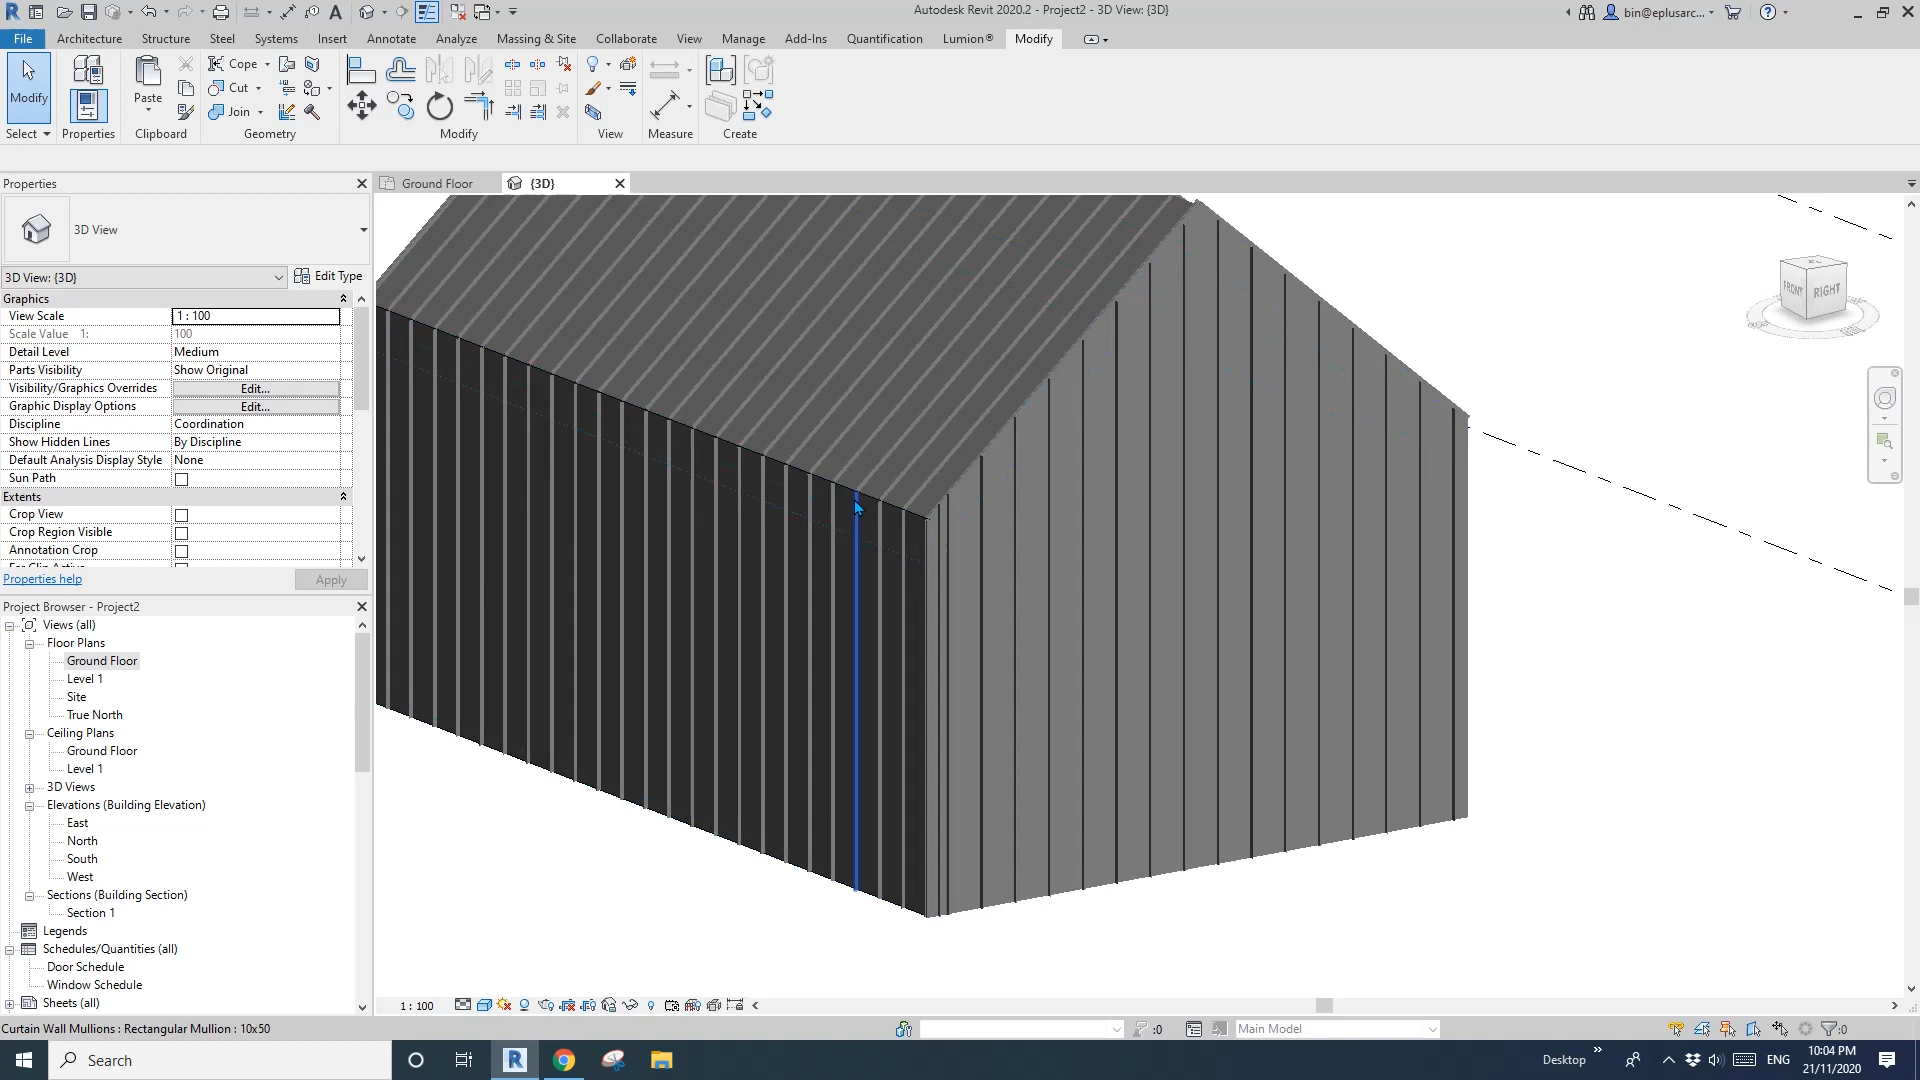 Autodesk Revit 2020.2 - Project2 - 3D View: {3D}
bin@eplusarc...
File Architecture Structure Steel Systems Insert Annotate Analyze Massing & Site Collaborate View Manage Add-Ins Quantification Lumion® Modify
Modify
Paste
Cope
Cut
Join
Select Properties Clipboard Geometry Modify View Measure Create
Properties
Ground Floor
{3D}
3D View
3D View: {3D}
Edit Type
Graphics
View Scale 1 : 100
Scale Value 1: 100
Detail Level Medium
Parts Visibility Show Original
Visibility/Graphics Overrides Edit...
Graphic Display Options Edit...
Discipline Coordination
Show Hidden Lines By Discipline
Default Analysis Display Style None
Sun Path
Extents
Crop View
Crop Region Visible
Annotation Crop
Far Clip Active
Properties help
Apply
Project Browser - Project2
Views (all)
Floor Plans
Ground Floor
Level 1
Site
True North
Ceiling Plans
Ground Floor
Level 1
3D Views
Elevations (Building Elevation)
East
North
South
West
Sections (Building Section)
Section 1
Legends
Schedules/Quantities (all)
Door Schedule
Window Schedule
Sheets (all)
FRONT
RIGHT
1 : 100
Curtain Wall Mullions : Rectangular Mullion : 10x50
:0
Main Model
:0
Search
Desktop
ENG
10:04 PM
21/11/2020